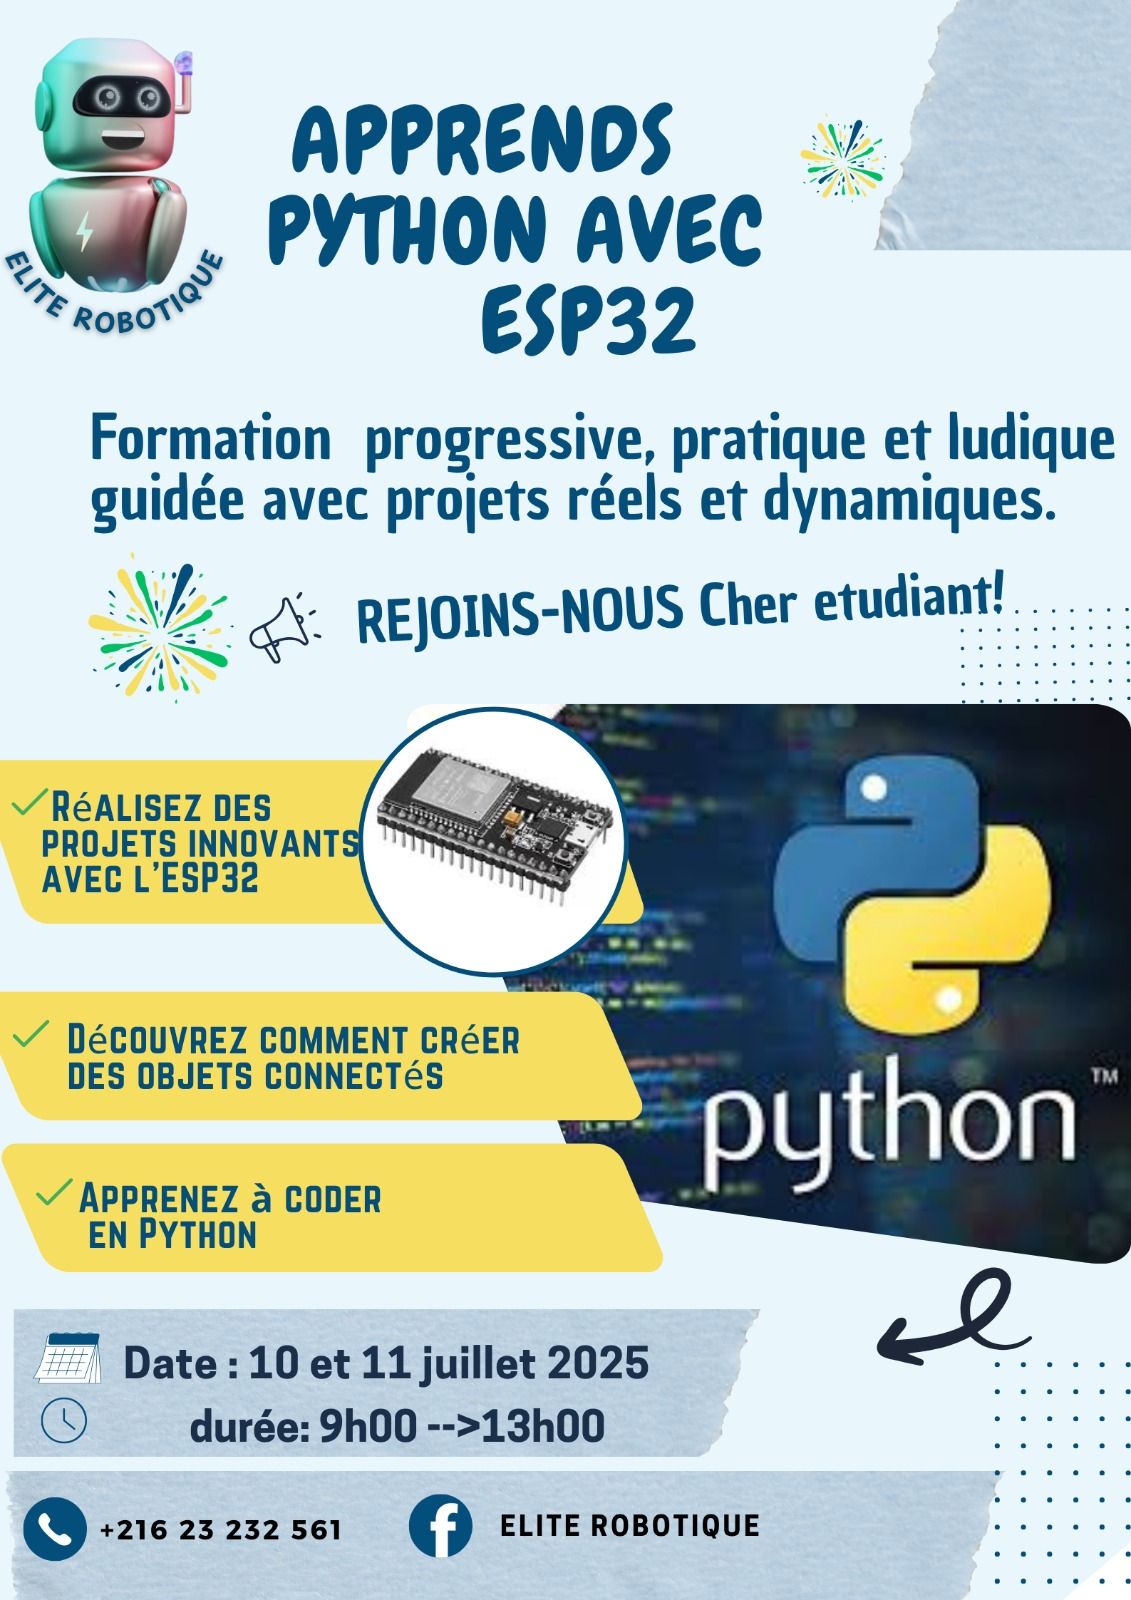 APPRENDS
PYTHON AVEC
ESP32
ELITE ROBOTIQUE
Formation progressive, pratique et ludique
guidée avec projets réels et dynamiques.
REJOINS-NOUS Cher etudiant!
RéALISEZ DES
PROJETS INNOVANTS
AVEC L'ESP32
DéCOUVREZ COMMENT CRéER
DES OBJETS CONNECTéS
APPRENEZ à CODER
EN PYTHON
python™
Date : 10 et 11 juillet 2025
durée: 9h00 -->13h00
+216 23 232 561
ELITE ROBOTIQUE